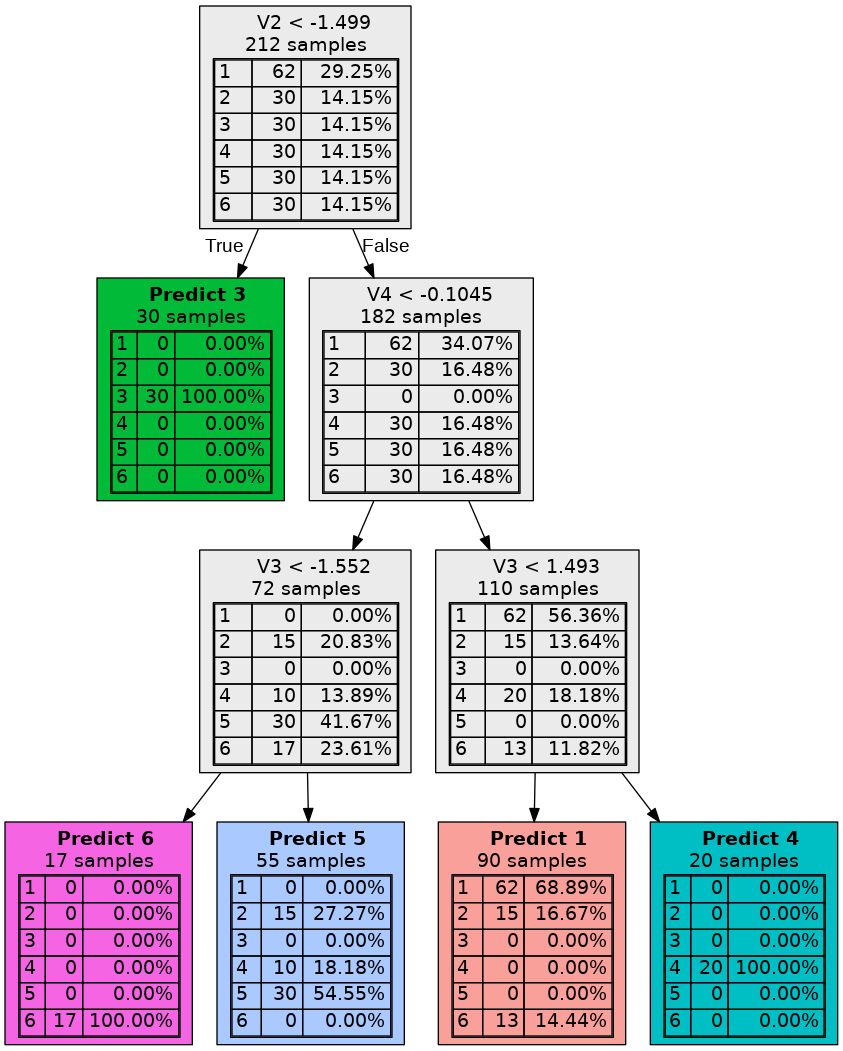 V2 < -1.499
212 samples
1 62 29.25%
2 30 14.15%
3 30 14.15%
4 30 14.15%
5 30 14.15%
6 30 14.15%
True
False
Predict 3
30 samples
1 0 0.00%
2 0 0.00%
3 30 100.00%
4 0 0.00%
5 0 0.00%
6 0 0.00%
V4 < -0.1045
182 samples
1 62 34.07%
2 30 16.48%
3 0 0.00%
4 30 16.48%
5 30 16.48%
6 30 16.48%
V3 < -1.552
72 samples
1 0 0.00%
2 15 20.83%
3 0 0.00%
4 10 13.89%
5 30 41.67%
6 17 23.61%
V3 < 1.493
110 samples
1 62 56.36%
2 15 13.64%
3 0 0.00%
4 20 18.18%
5 0 0.00%
6 13 11.82%
Predict 6
17 samples
1 0 0.00%
2 0 0.00%
3 0 0.00%
4 0 0.00%
5 0 0.00%
6 17 100.00%
Predict 5
55 samples
1 0 0.00%
2 15 27.27%
3 0 0.00%
4 10 18.18%
5 30 54.55%
6 0 0.00%
Predict 1
90 samples
1 62 68.89%
2 15 16.67%
3 0 0.00%
4 0 0.00%
5 0 0.00%
6 13 14.44%
Predict 4
20 samples
1 0 0.00%
2 0 0.00%
3 0 0.00%
4 20 100.00%
5 0 0.00%
6 0 0.00%